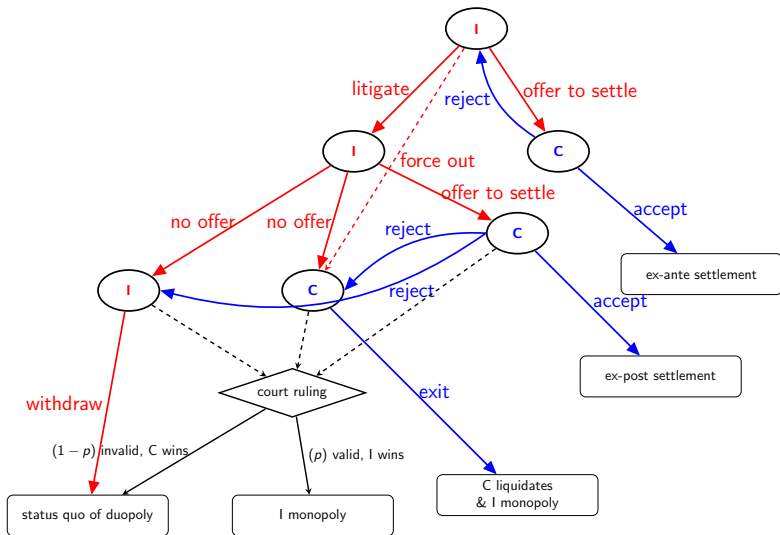 I
litigate
offer to settle
reject
I
C
force out
offer to settle
accept
no offer
no offer
reject
C
ex-ante settlement
I
C
reject
accept
court ruling
ex-post settlement
withdraw
exit
(1 − p) invalid, C wins
(p) valid, I wins
C liquidates
& I monopoly
status quo of duopoly
I monopoly